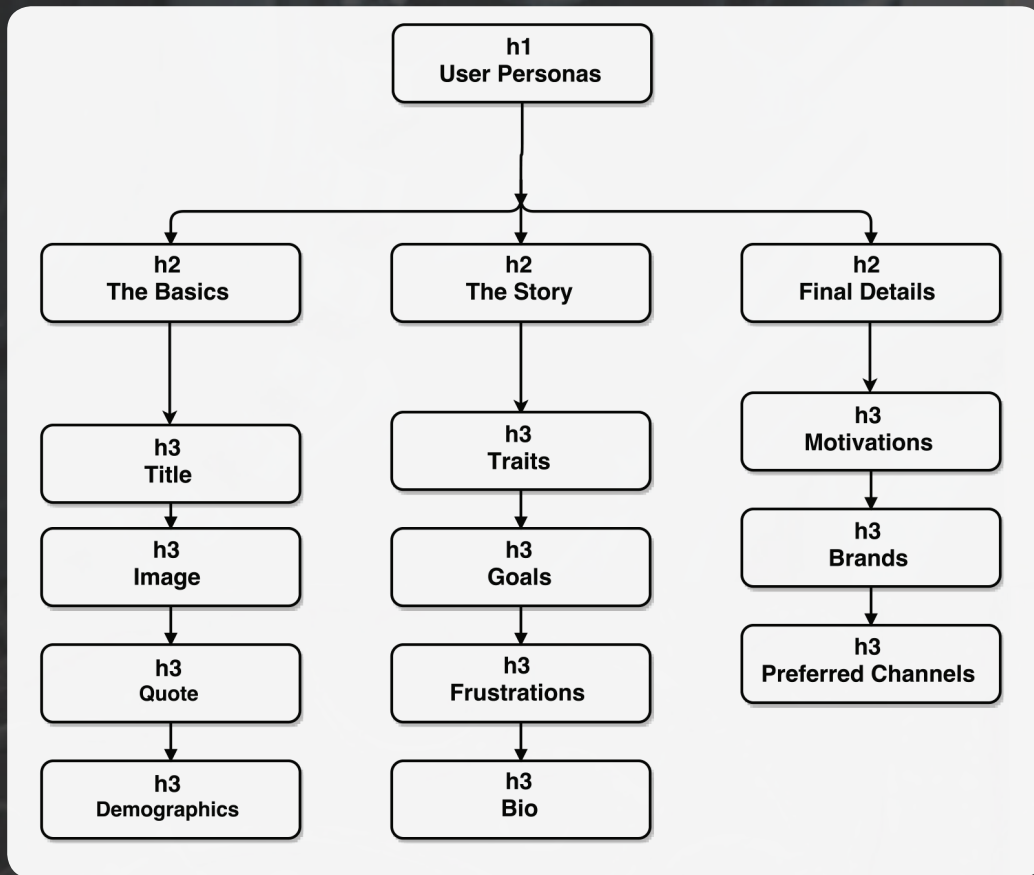 h1
User Personas
h2
The Basics
h2
The Story
h2
Final Details
h3
Title
h3
Image
h3
Quote
h3
Demographics
h3
Traits
h3
Goals
h3
Frustrations
h3
Bio
h3
Motivations
h3
Brands
h3
Preferred Channels